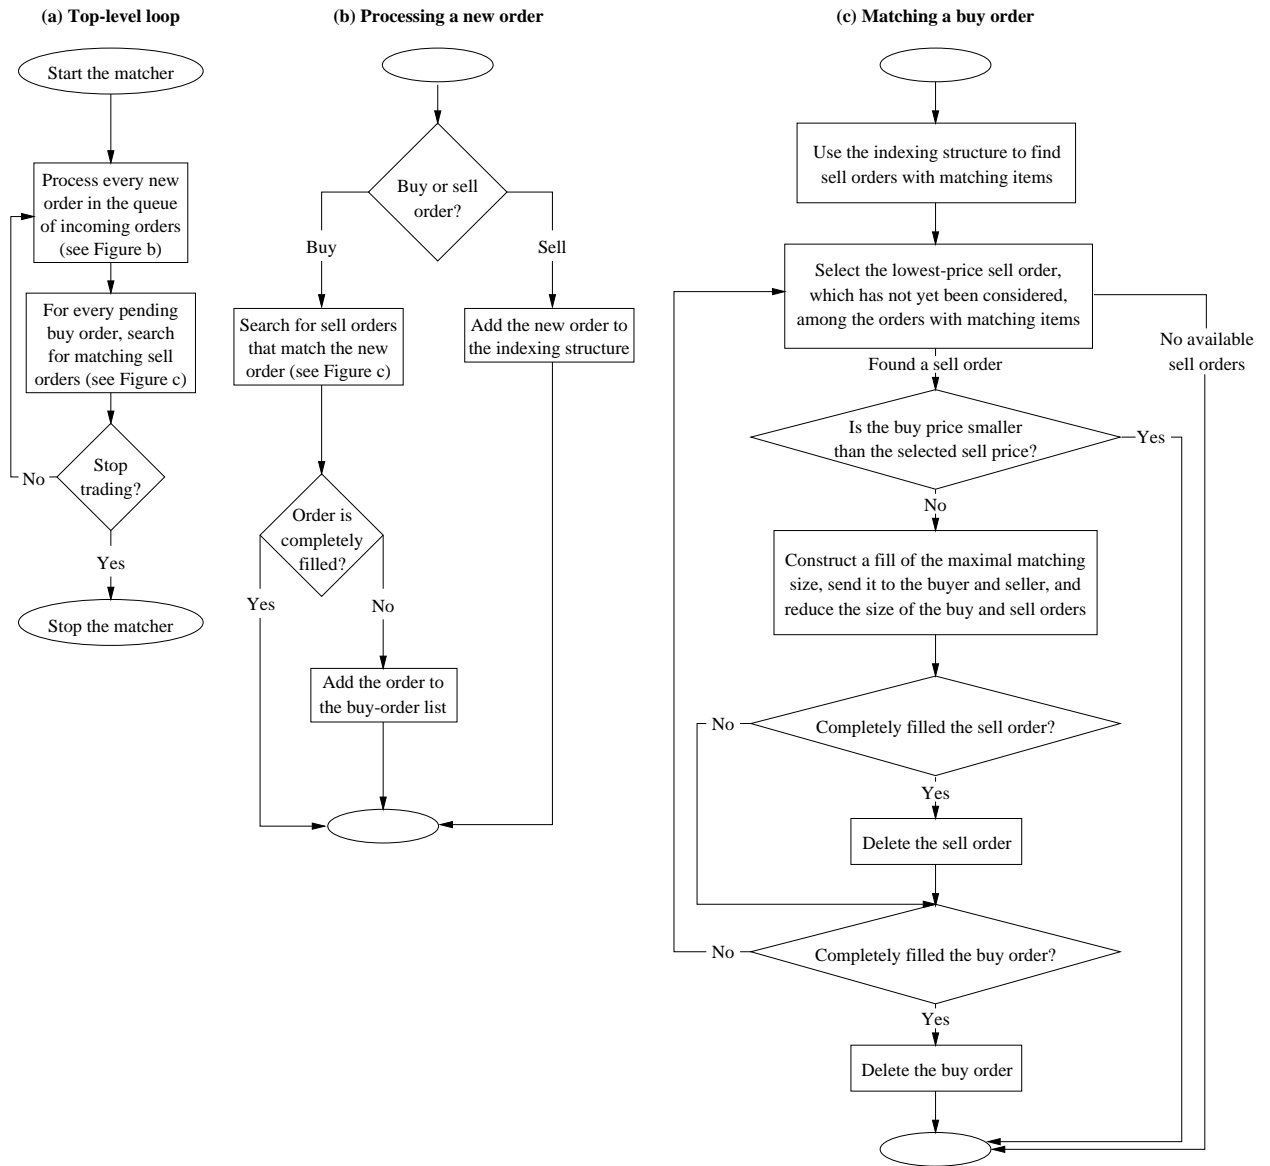 (a) Top-level loop
Start the matcher
Process every new
order in the queue
of incoming orders
(see Figure b)
For every pending
buy order, search
for matching sell
orders (see Figure c)
Stop
trading?
No
Yes
Stop the matcher
(b) Processing a new order
Buy or sell
order?
Buy
Sell
Search for sell orders
that match the new
order (see Figure c)
Add the new order to
the indexing structure
Order is
completely
filled?
Yes
No
Add the order to
the buy-order list
(c) Matching a buy order
Use the indexing structure to find
sell orders with matching items
Select the lowest-price sell order,
which has not yet been considered,
among the orders with matching items
No available
sell orders
Found a sell order
Is the buy price smaller
than the selected sell price?
Yes
No
Construct a fill of the maximal matching
size, send it to the buyer and seller, and
reduce the size of the buy and sell orders
No
Completely filled the sell order?
Yes
Delete the sell order
No
Completely filled the buy order?
Yes
Delete the buy order